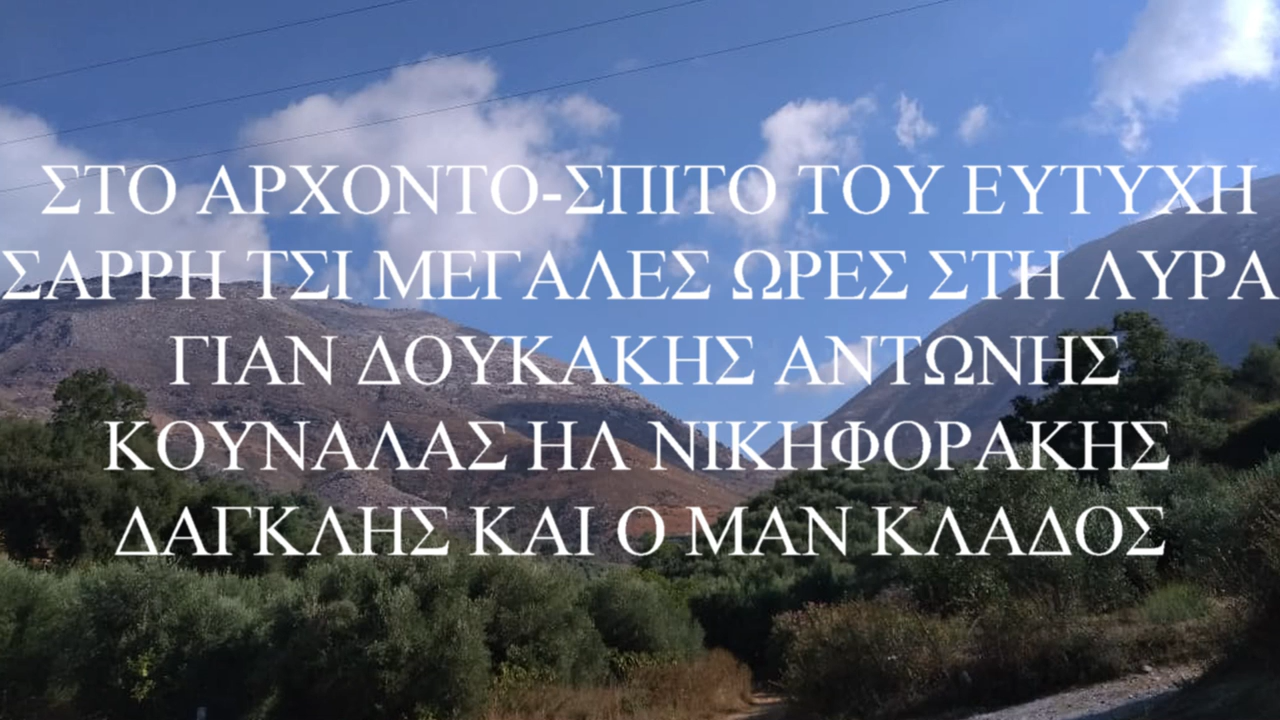 ΣΤΟ ΑΡΧΟΝΤΟ-ΣΠΙΤΟ ΤΟΥ ΕΥΤΥΧΗ
ΣΑΡΡΗ ΤΣΙ ΜΕΓΑΛΕΣ ΩΡΕΣ ΣΤΗ ΛΥΡΑ
ΓΙΑΝ ΔΟΥΚΑΚΗΣ ΑΝΤΩΝΗΣ
ΚΟΥΝΑΛΑΣ ΗΛ ΝΙΚΗΦΟΡΑΚΗΣ
ΔΑΓΚΛΗΣ ΚΑΙ Ο ΜΑΝ ΚΛΑΔΟΣ